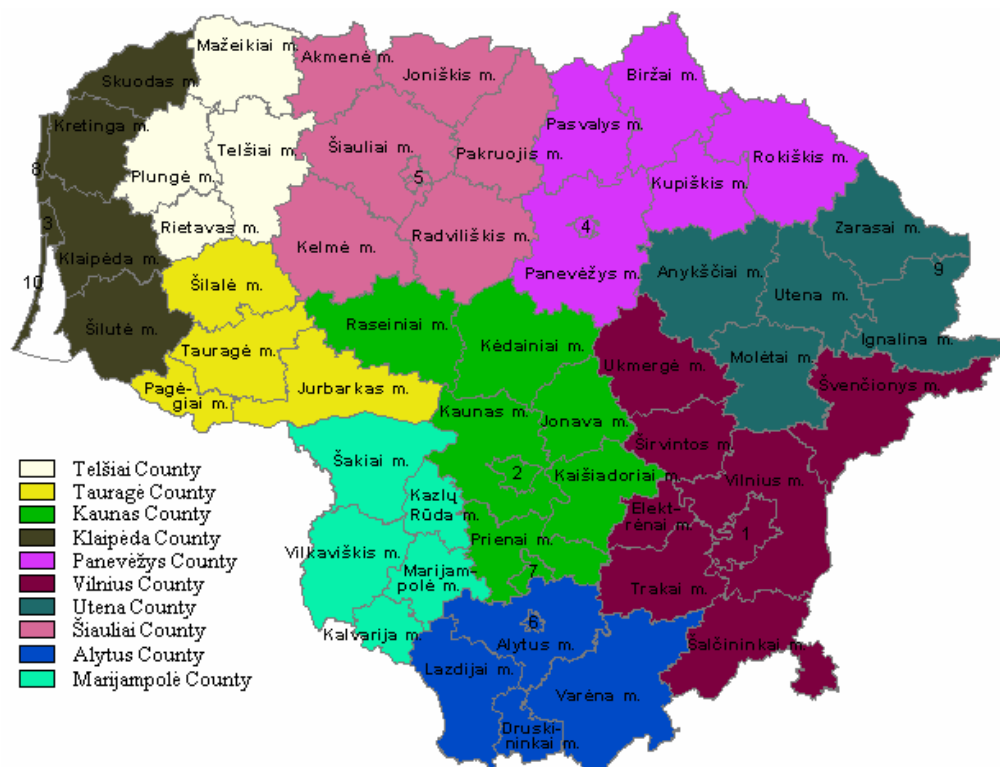 Mažeikiai m.
Akmenė m.
Joniškis m.
Biržai m.
Skuodas m.
Kretinga m.
Pasvalys m.
Telšiai m.
Šiauliai m.
Pakruojis m.
Rokiškis m.
8
Plungė m.
5
Kupiškis m.
3
Rietavas m.
Kelmė m.
Radviliškis m.
4
Zarasai m.
Klaipėda m.
Panevėžys m.
Anykščiai m.
9
10
Šilalė m.
Utena m.
Šilutė m.
Raseiniai m.
Kėdainiai m.
Ignalina m.
Tauragė m.
Molėtai m.
Ukmergė m.
Švenčionys m.
Pagė-
giai m.
Jurbarkas m.
Kaunas m.
Jonava m.
Širvintos m.
Šakiai m.
2
Kaišiadoriai m.
Vilnius m.
Kazlų
Rūda m.
Elekt-
rėnai m.
1
Prienai m.
Vilkaviškis m.
Marijam-
polė m.
7
Trakai m.
Kalvarija m.
6
Alytus m.
Šalčininkai m.
Lazdijai m.
Varėna m.
Druski-
ninkai m.
Telšiai County
Tauragė County
Kaunas County
Klaipėda County
Panevėžys County
Vilnius County
Utena County
Šiauliai County
Alytus County
Marijampolė County